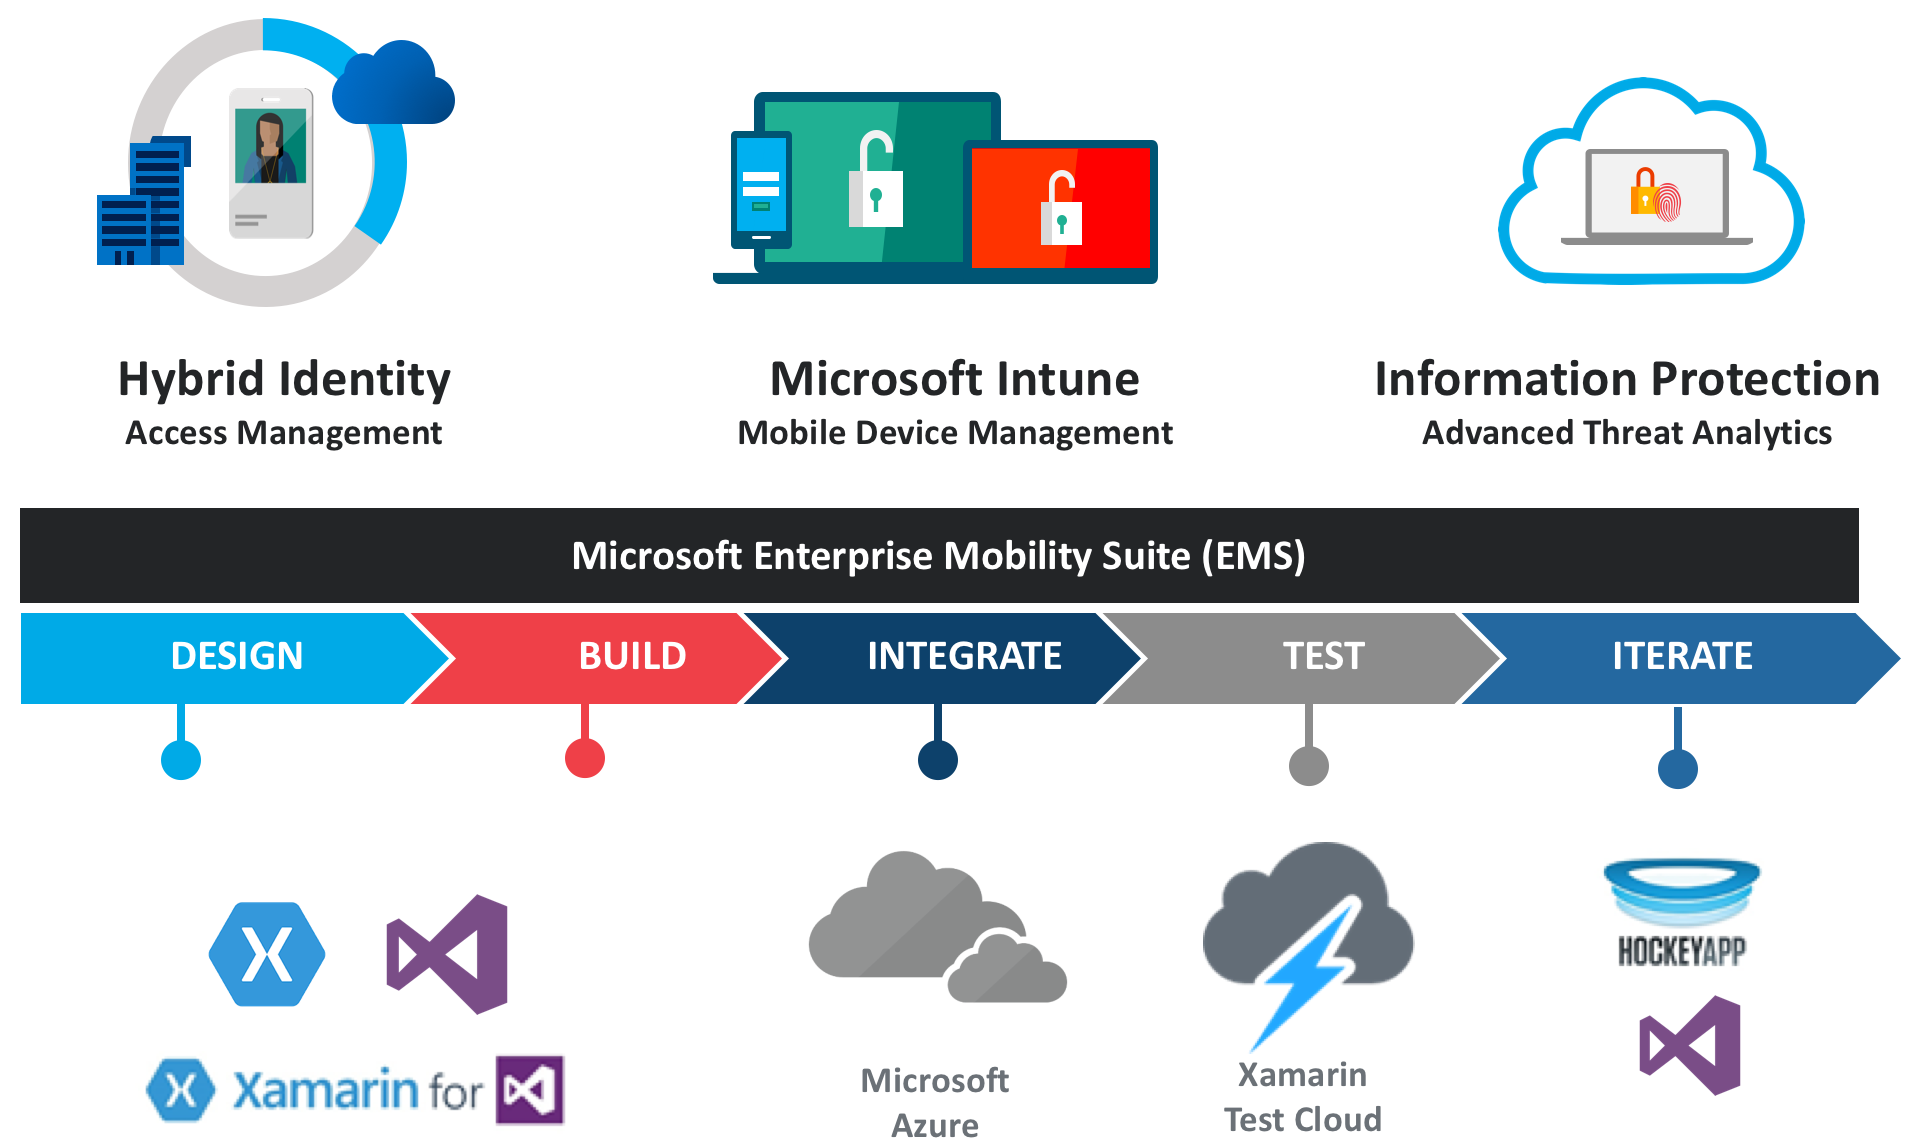 Hybrid Identity
Access Management
Microsoft Intune
Mobile Device Management
Information Protection
Advanced Threat Analytics
Microsoft Enterprise Mobility Suite (EMS)
DESIGN
BUILD
INTEGRATE
TEST
ITERATE
Xamarin for
Microsoft
Azure
Xamarin
Test Cloud
HOCKEYAPP